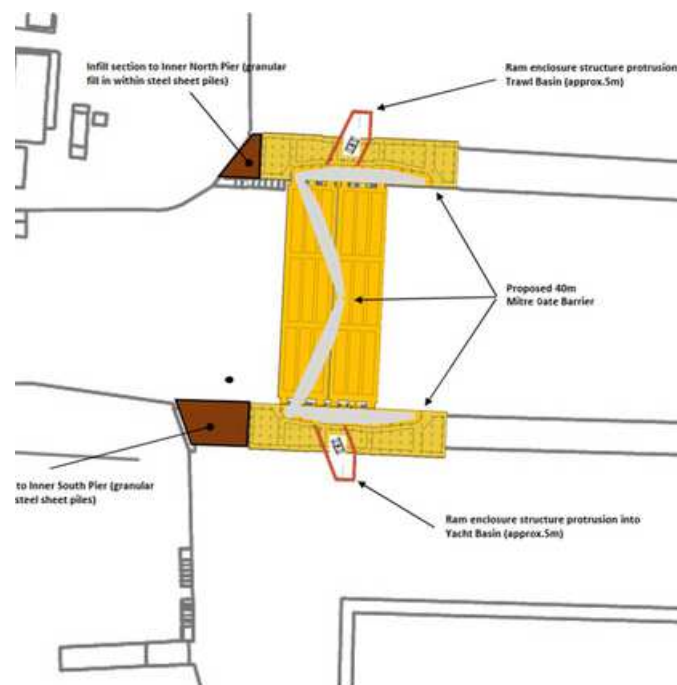 Infill section to Inner North Pier (granular
fill in within steel sheet piles)
Ram enclosure structure protrusion
Trawl Basin (approx.5m)
Proposed 40m
Mitre Gate Barrier
to Inner South Pier (granular
steel sheet piles)
Ram enclosure structure protrusion into
Yacht Basin (approx.5m)